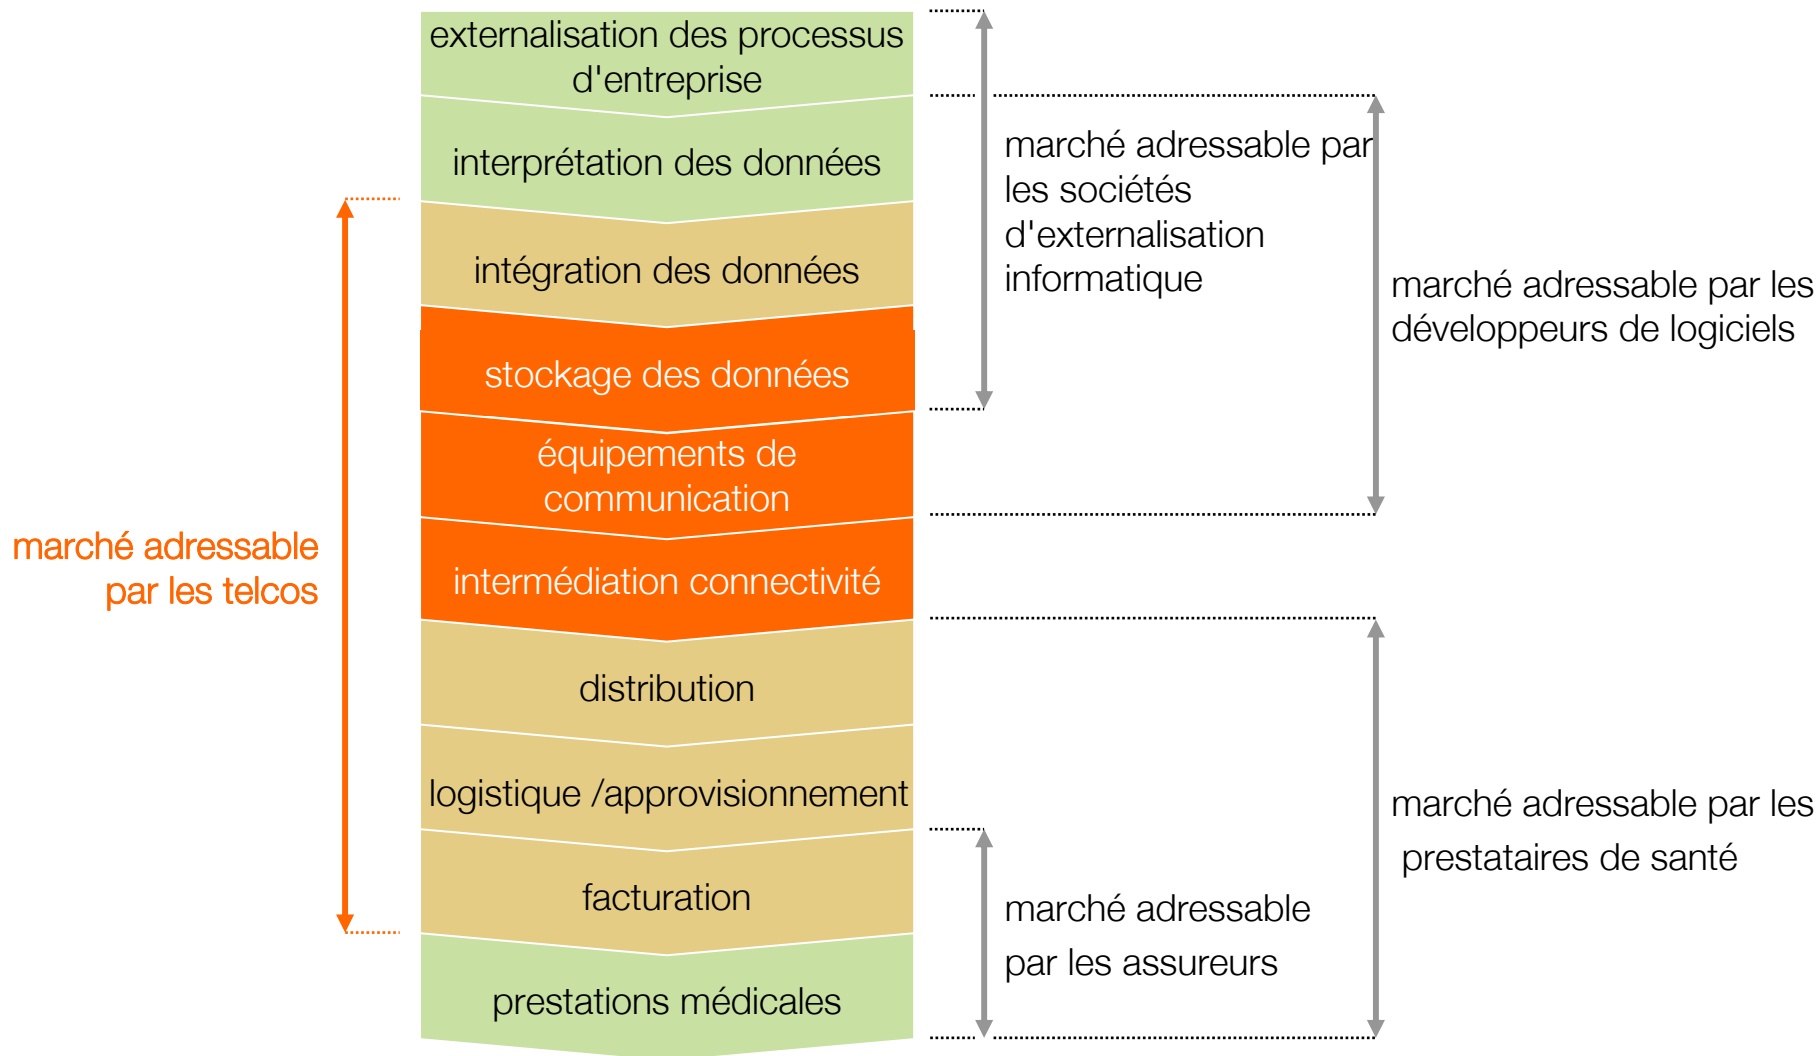 externalisation des processus
d'entreprise
interprétation des données
intégration des données
stockage des données
équipements de
communication
intermédiation connectivité
distribution
logistique /approvisionnement
facturation
prestations médicales
marché adressable
par les telcos
marché adressable par
les sociétés
d'externalisation
informatique
marché adressable par les
développeurs de logiciels
marché adressable par les
prestataires de santé
marché adressable
par les assureurs